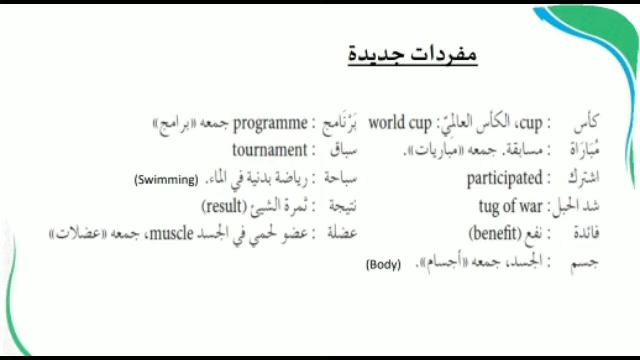 مفردات جديدة
كأس : cup، الكأس العالمِيّ: world cup
بَرْنَامج : programme جمعه «برامج»
مُبَارَاة : مسابقة. جمعه «مباريات».
سباق : tournament
اشترك : participated
سباحة : رياضة بدنية في الماء. (Swimming)
شد الحبل: tug of war
نتيجة : ثمرة الشيئ (result)
فائدة : نفع (benefit)
عضلة : عضو لحمي في الجسد muscle، جمعه «عضلات»
جسم : الجسد، جمعه «أجسام». (Body)